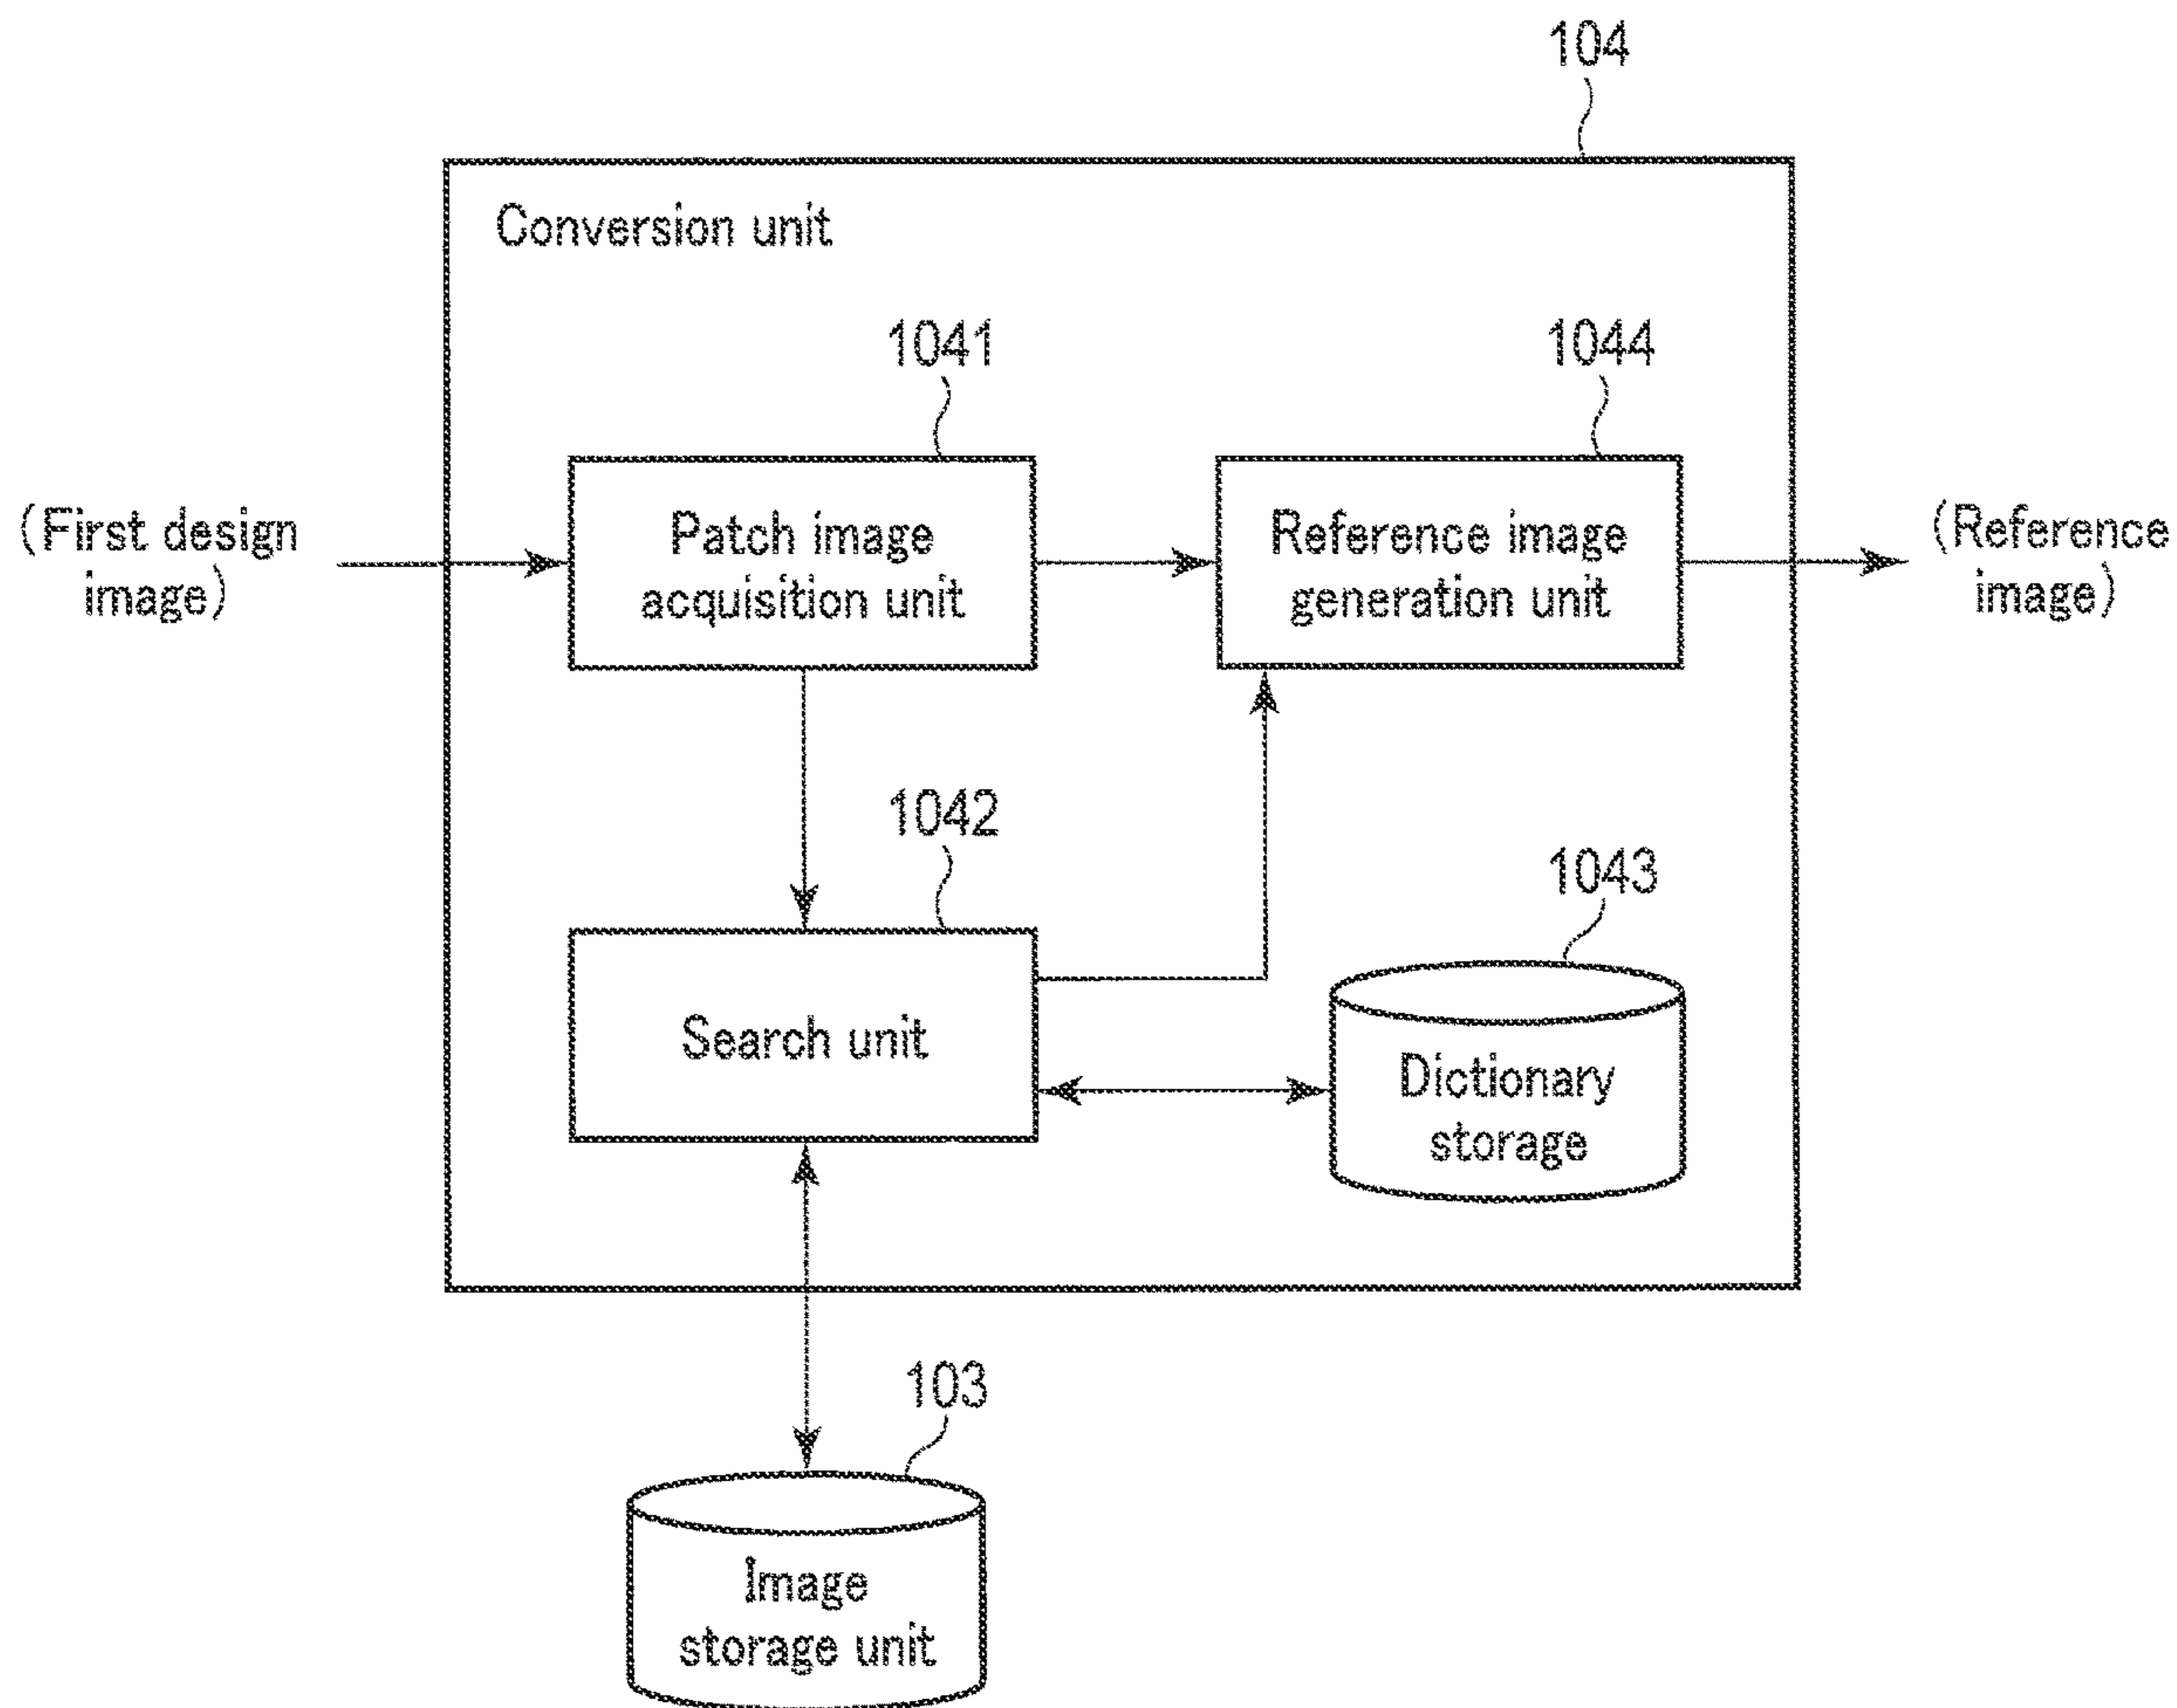 104
Conversion unit
1041
1044
(First design
image)
Patch image
acquisition unit
Reference image
generation unit
(Reference
image)
1042
1043
Search unit
Dictionary
storage
103
Image
storage unit